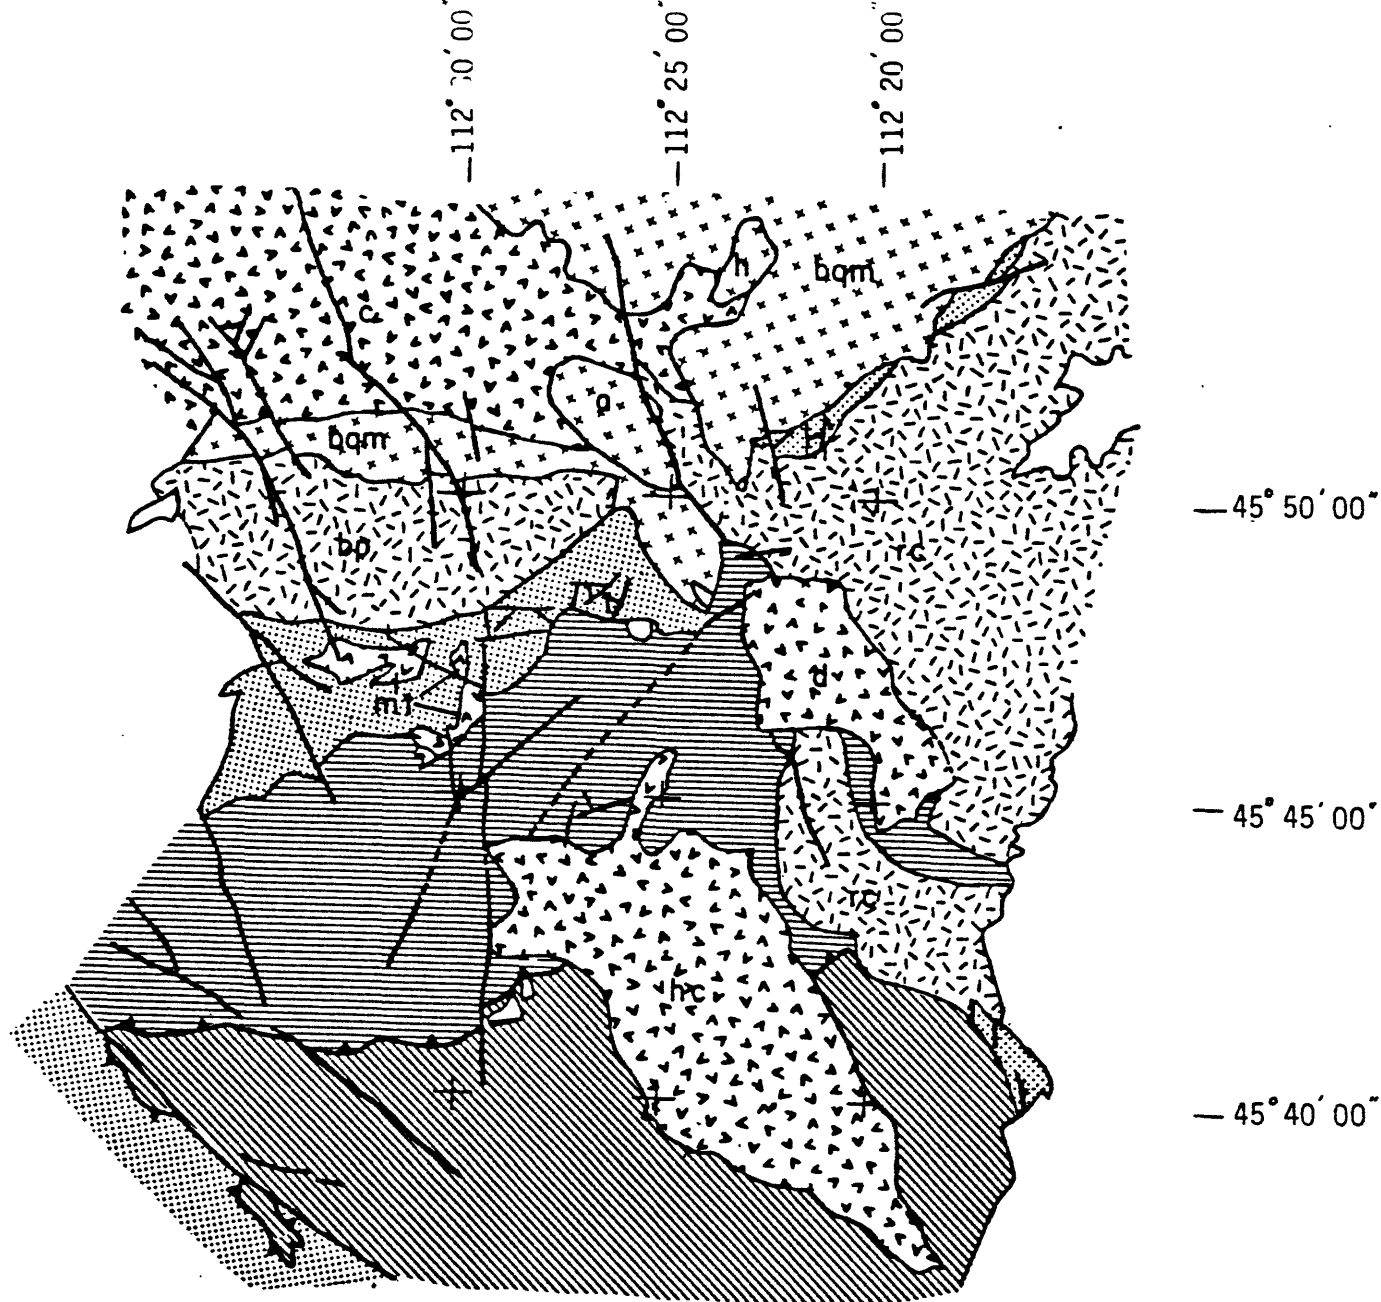 112° 30' 00"
112° 25' 00"
112° 20' 00"
h
bqm
c
a
bqm
H
45° 50' 00"
bp
rc
d
mt
45° 45' 00"
rc
hc
45° 40' 00"